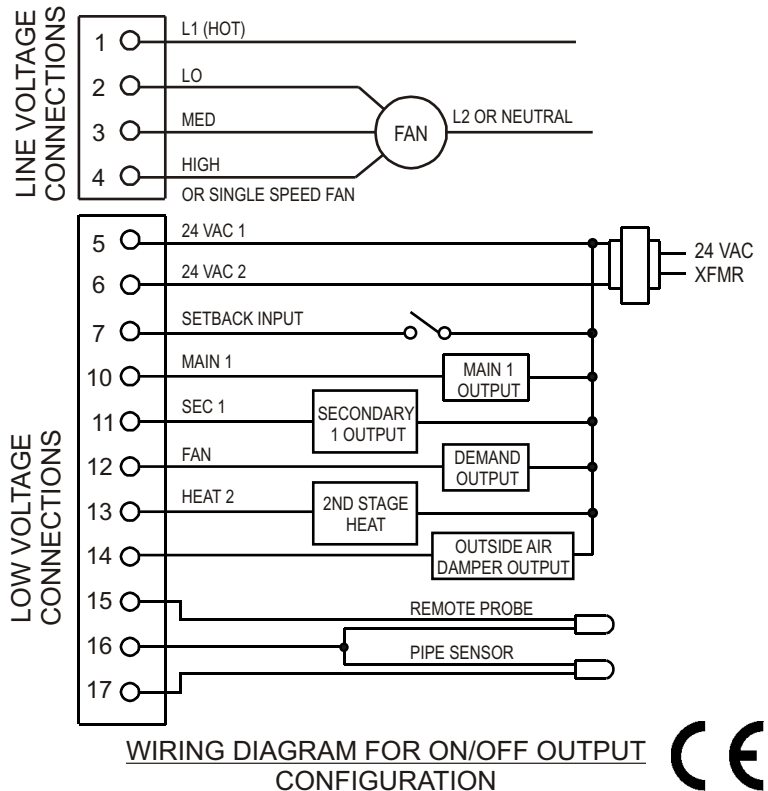 LINE VOLTAGE
CONNECTIONS
1 L1 (HOT)
2 LO
3 MED
FAN
L2 OR NEUTRAL
4 HIGH
OR SINGLE SPEED FAN
LOW VOLTAGE
CONNECTIONS
5 24 VAC 1
24 VAC
XFMR
6 24 VAC 2
7 SETBACK INPUT
10 MAIN 1
MAIN 1
OUTPUT
11 SEC 1
SECONDARY
1 OUTPUT
12 FAN
DEMAND
OUTPUT
13 HEAT 2
2ND STAGE
HEAT
14
OUTSIDE AIR
DAMPER OUTPUT
15
REMOTE PROBE
16
PIPE SENSOR
17
WIRING DIAGRAM FOR ON/OFF OUTPUT
CONFIGURATION
CE